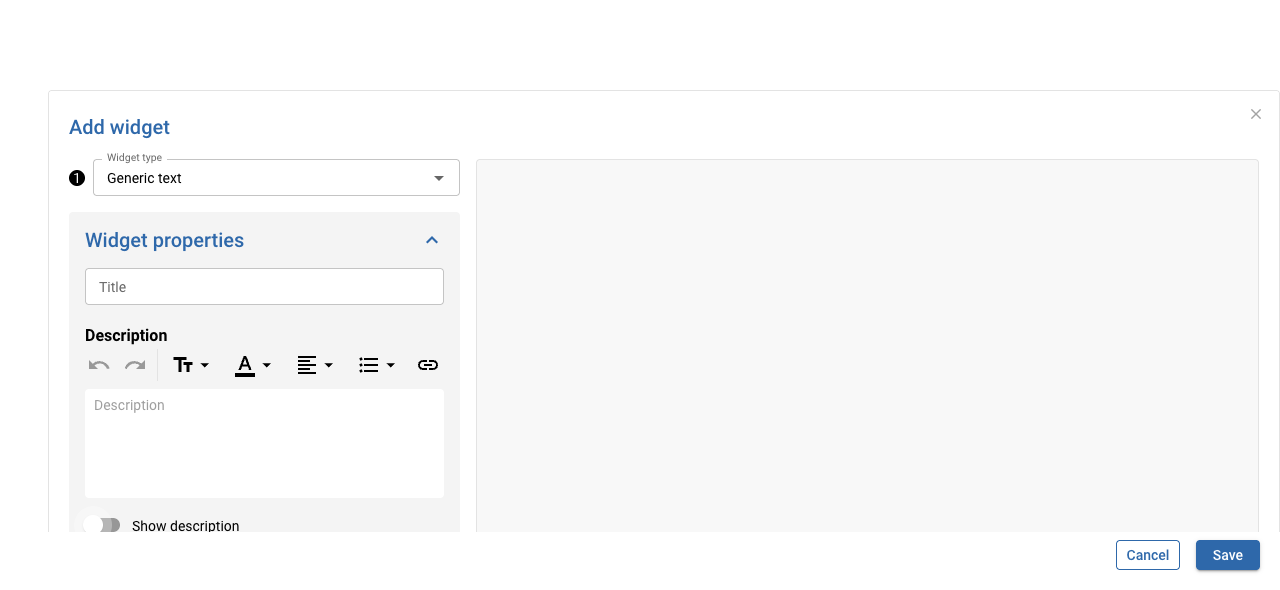 Add widget
Widget type
1
Generic text
Widget properties
Title
Description
Description
Show description
Cancel
Save